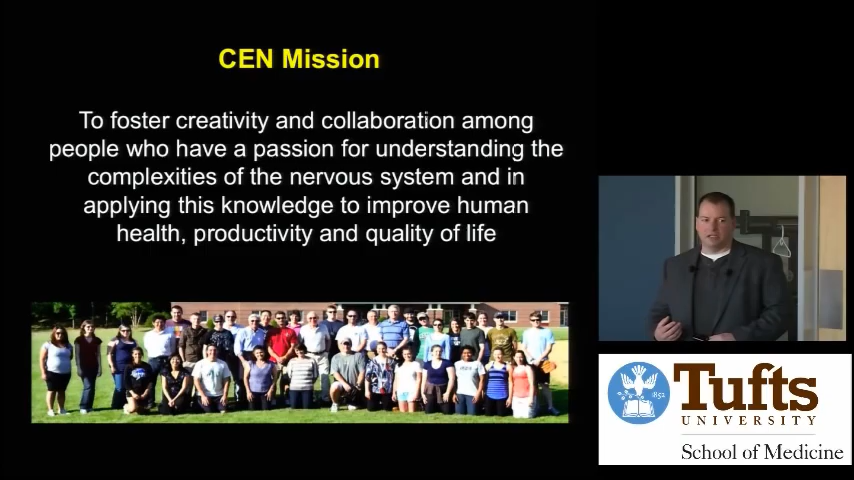 CEN Mission
To foster creativity and collaboration among
people who have a passion for understanding the
complexities of the nervous system and in
applying this knowledge to improve human
health, productivity and quality of life
1852
Tufts
UNIVERSITY
School of Medicine